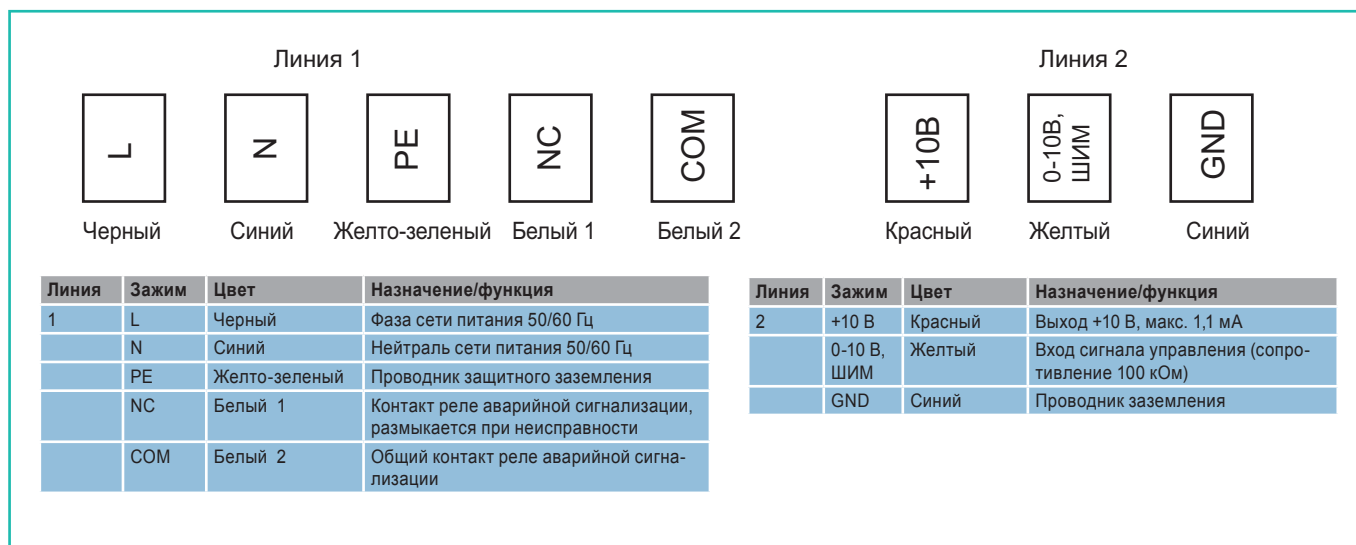 Линия 1
L
N
PE
NC
COM
Черный
Синий
Желто-зеленый
Белый 1
Белый 2
Линия 2
+10В
0-10В,
ШИМ
GND
Красный
Желтый
Синий
Линия Зажим Цвет Назначение/функция
1 L Черный Фаза сети питания 50/60 Гц
N Синий Нейтраль сети питания 50/60 Гц
PE Желто-зеленый Проводник защитного заземления
NC Белый 1 Контакт реле аварийной сигнализации,
размыкается при неисправности
COM Белый 2 Общий контакт реле аварийной сигна-
лизации
Линия Зажим Цвет Назначение/функция
2 +10 В Красный Выход +10 В, макс. 1,1 мА
0-10 В, Желтый Вход сигнала управления (сопро-
ШИМ тивление 100 кОм)
GND Синий Проводник заземления